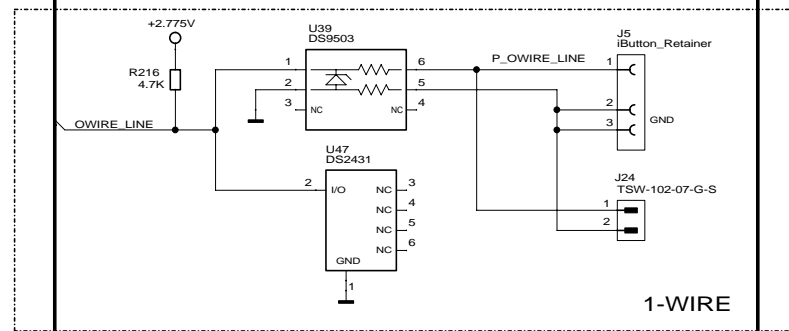 +2.775V
R216
4.7K
OWIRE_LINE
U39
DS9503
1
2
3
NC
6
5
4
NC
P_OWIRE_LINE
J5
iButton_Retainer
1
2
3
GND
U47
DS2431
2
I/O
NC
3
NC
4
NC
5
NC
6
GND
1
J24
TSW-102-07-G-S
1
2
1-WIRE